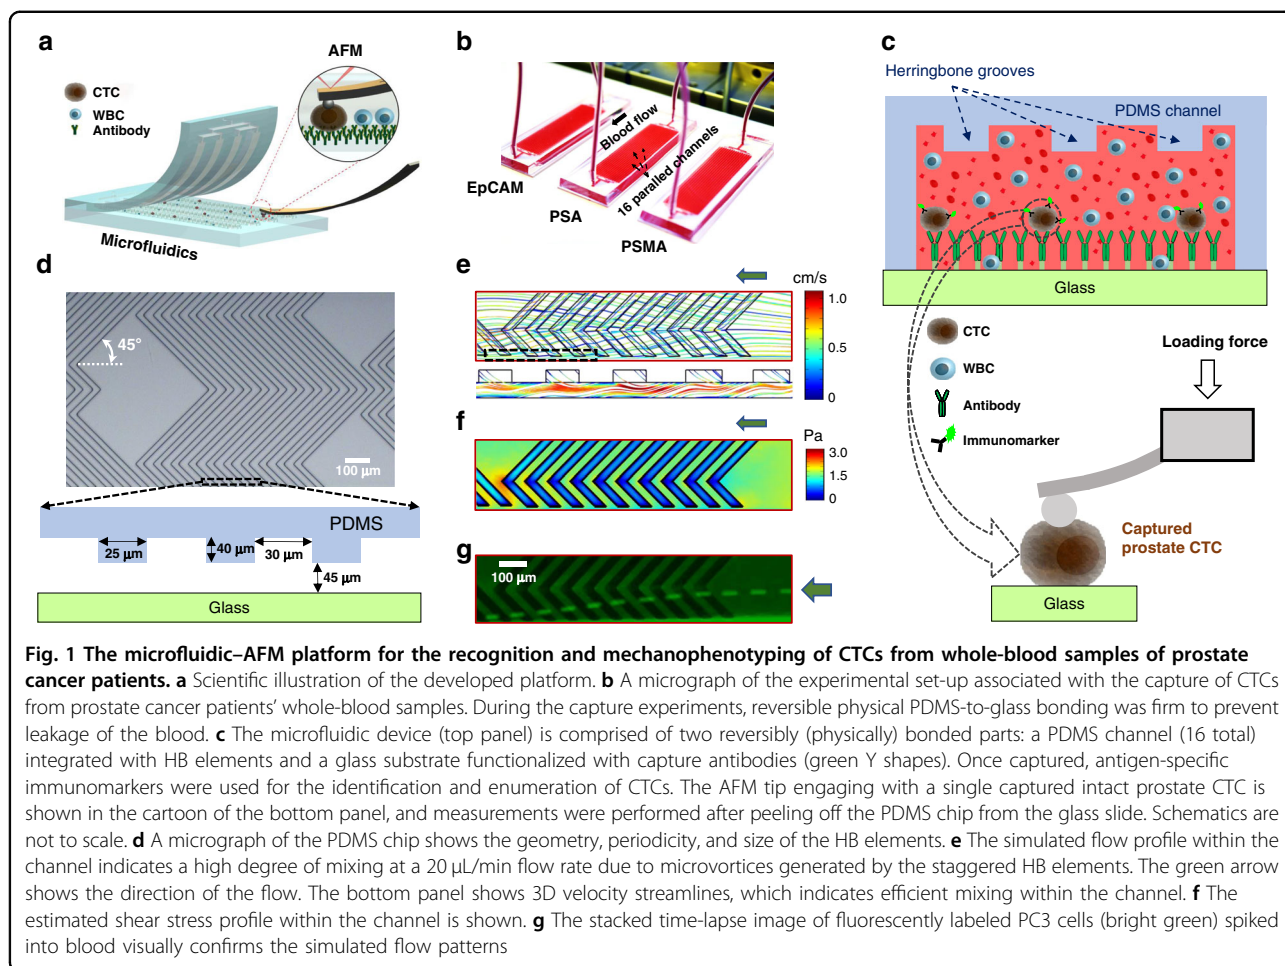 a
AFM
CTC
WBC
Antibody
Microfluidics
b
Blood flow
16 paralled channels
EpCAM
PSA
PSMA
c
Herringbone grooves
PDMS channel
Glass
CTC
WBC
Antibody
Immunomarker
Loading force
Captured
prostate CTC
Glass
d
45°
100 µm
PDMS
25 µm
40 µm
30 µm
45 µm
Glass
e
cm/s
1.0
0.5
0
f
Pa
3.0
1.5
0
g
100 µm
Fig. 1 The microfluidic–AFM platform for the recognition and mechanophenotyping of CTCs from whole-blood samples of prostate
cancer patients. a Scientific illustration of the developed platform. b A micrograph of the experimental set-up associated with the capture of CTCs
from prostate cancer patients' whole-blood samples. During the capture experiments, reversible physical PDMS-to-glass bonding was firm to prevent
leakage of the blood. c The microfluidic device (top panel) is comprised of two reversibly (physically) bonded parts: a PDMS channel (16 total)
integrated with HB elements and a glass substrate functionalized with capture antibodies (green Y shapes). Once captured, antigen-specific
immunomarkers were used for the identification and enumeration of CTCs. The AFM tip engaging with a single captured intact prostate CTC is
shown in the cartoon of the bottom panel, and measurements were performed after peeling off the PDMS chip from the glass slide. Schematics are
not to scale. d A micrograph of the PDMS chip shows the geometry, periodicity, and size of the HB elements. e The simulated flow profile within the
channel indicates a high degree of mixing at a 20 µL/min flow rate due to microvortices generated by the staggered HB elements. The green arrow
shows the direction of the flow. The bottom panel shows 3D velocity streamlines, which indicates efficient mixing within the channel. f The
estimated shear stress profile within the channel is shown. g The stacked time-lapse image of fluorescently labeled PC3 cells (bright green) spiked
into blood visually confirms the simulated flow patterns